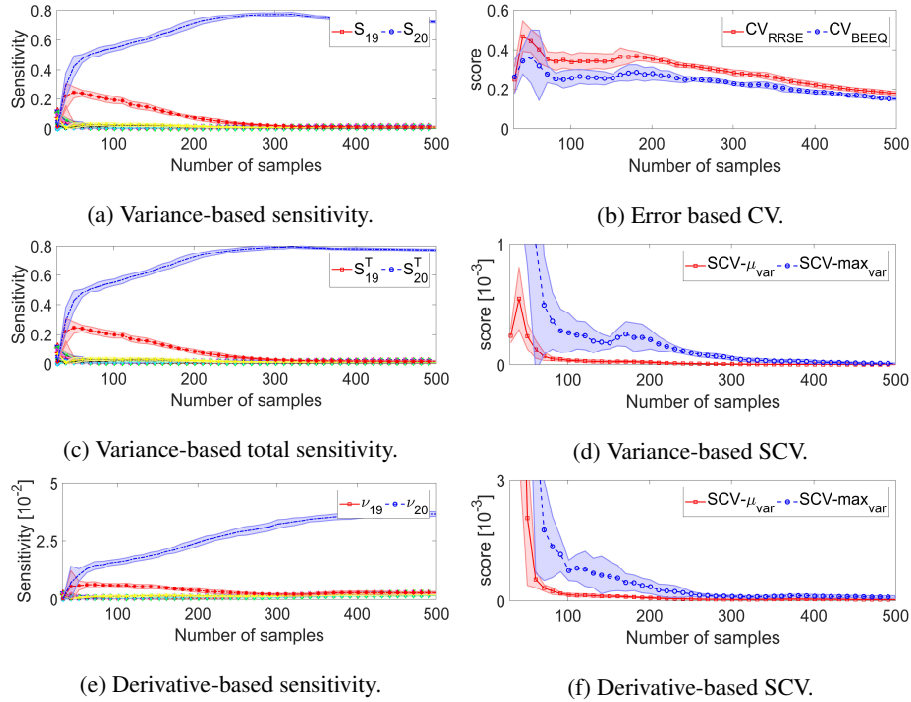 0.8
0.6
0.4
0.2
0
Sensitivity
S19 S20
100 200 300 400 500
Number of samples
(a) Variance-based sensitivity.
0.6
0.4
0.2
0
score
CVRRSE CVBEEQ
100 200 300 400 500
Number of samples
(b) Error based CV.
0.8
0.6
0.4
0.2
0
Sensitivity
S^T_19 S^T_20
100 200 300 400 500
Number of samples
(c) Variance-based total sensitivity.
1
0
score [10^-3]
SCV-μvar SCV-maxvar
100 200 300 400 500
Number of samples
(d) Variance-based SCV.
5
2.5
0
Sensitivity [10^-2]
ν19 ν20
100 200 300 400 500
Number of samples
(e) Derivative-based sensitivity.
3
0
score [10^-3]
SCV-μvar SCV-maxvar
100 200 300 400 500
Number of samples
(f) Derivative-based SCV.